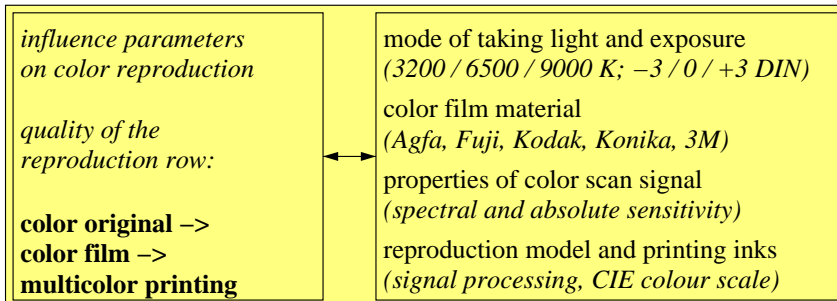 influence parameters
on color reproduction
quality of the
reproduction row:
color original −>
color film −>
multicolor printing
mode of taking light and exposure
(3200 / 6500 / 9000 K; −3 / 0 / +3 DIN)
color film material
(Agfa, Fuji, Kodak, Konika, 3M)
properties of color scan signal
(spectral and absolute sensitivity)
reproduction model and printing inks
(signal processing, CIE colour scale)